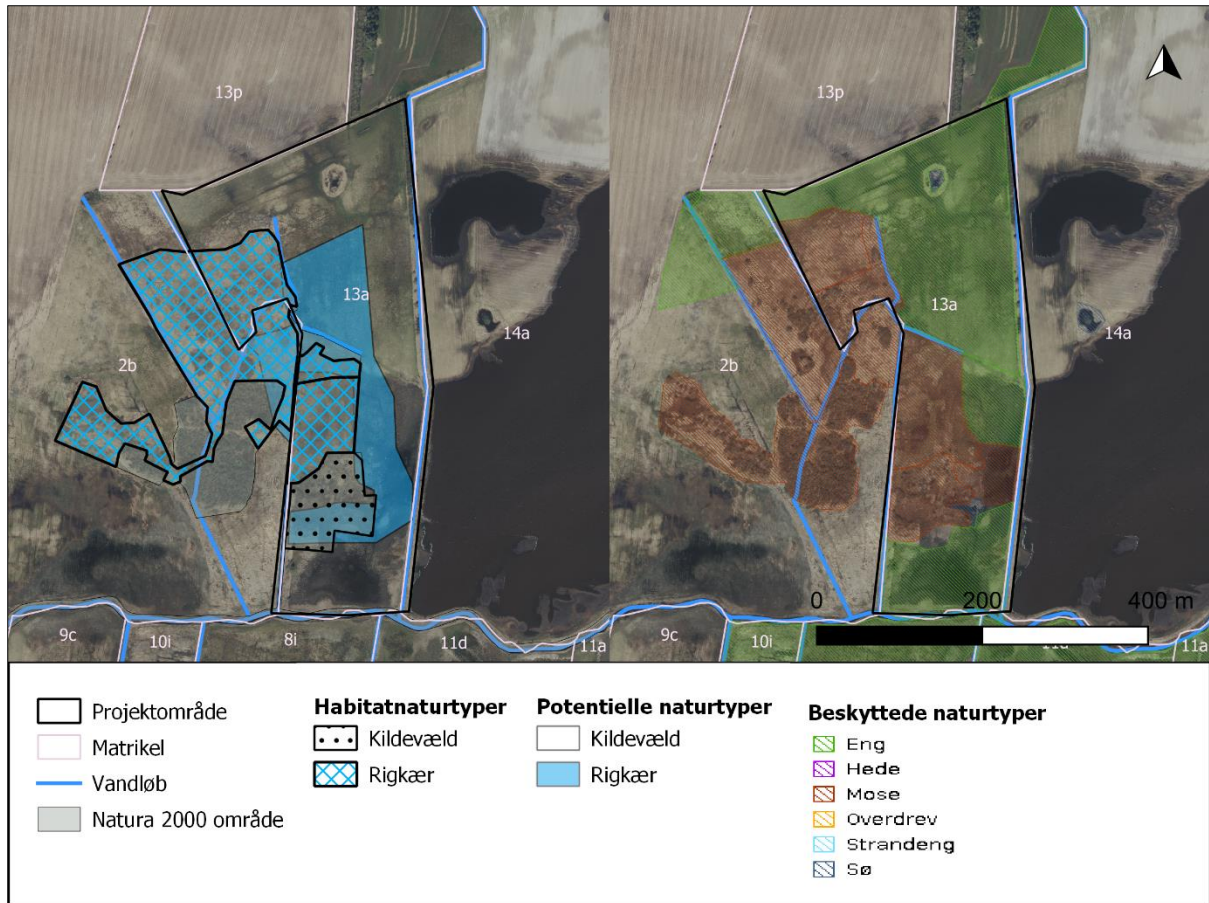 13p
13a
2b
14a
9c
10i
8i
11d
11a
13p
13a
2b
14a
0 200 400 m
9c
10i
11a
Projektområde
Matrikel
Vandløb
Natura 2000 område
Habitatnaturtyper
Kildevæld
Rigkær
Potentielle naturtyper
Kildevæld
Rigkær
Beskyttede naturtyper
Eng
Hede
Mose
Overdrev
Strandeng
Sø